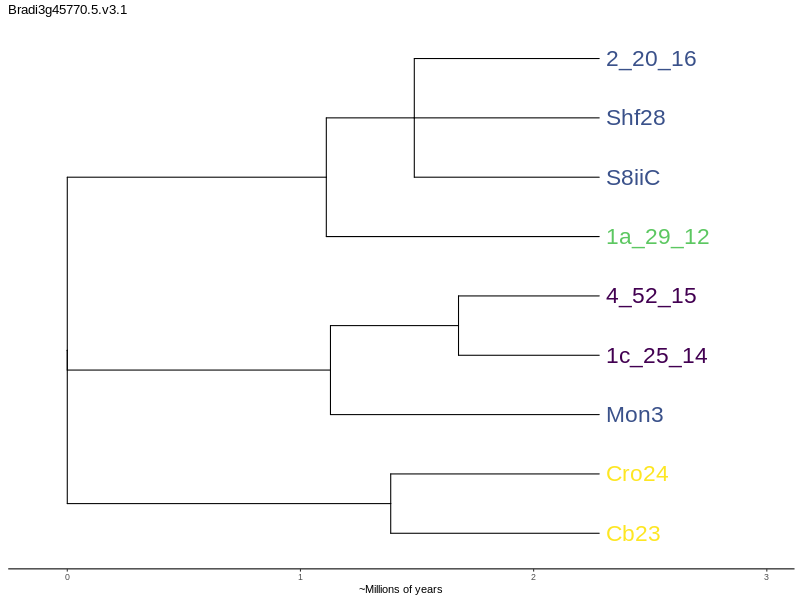 Bradi3g45770.5.v3.1
2_20_16
Shf28
S8iiC
1a_29_12
4_52_15
1c_25_14
Mon3
Cro24
Cb23
0 1 2 3
~Millions of years